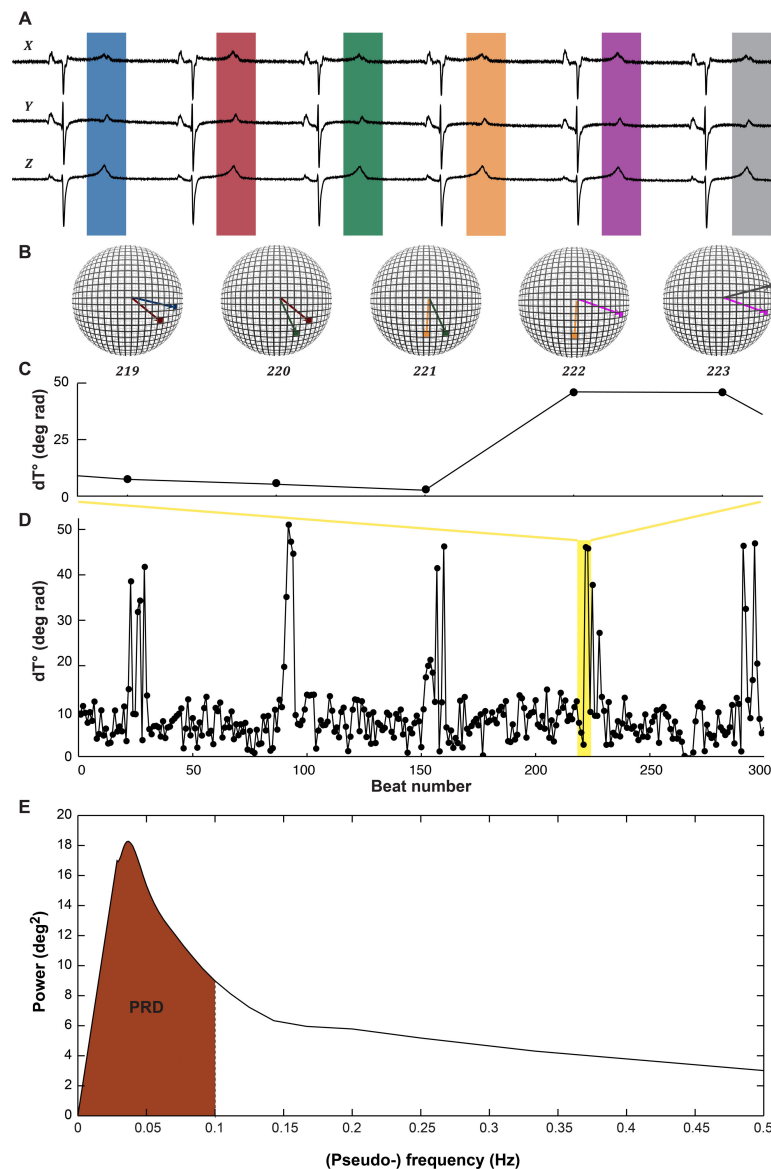 A
X
Y
Z
B
219 220 221 222 223
C
50
25
0
dT° (deg rad)
D
50
40
30
20
10
0
dT° (deg rad)
0 50 100 150 200 250 300
Beat number
E
20
18
16
14
12
10
8
6
4
2
0
Power (deg²)
PRD
0 0.05 0.1 0.15 0.2 0.25 0.3 0.35 0.4 0.45 0.5
(Pseudo-) frequency (Hz)